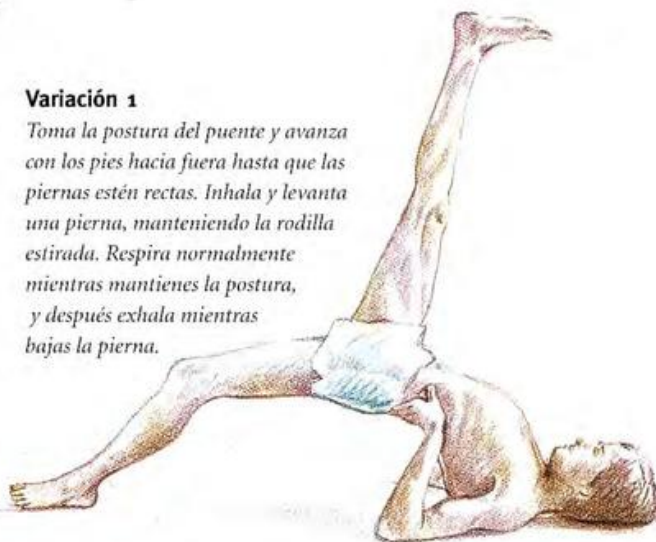 Variación 1
Toma la postura del puente y avanza
con los pies hacia fuera hasta que las
piernas estén rectas. Inhala y levanta
una pierna, manteniendo la rodilla
estirada. Respira normalmente
mientras mantienes la postura,
y después exhala mientras
bajas la pierna.